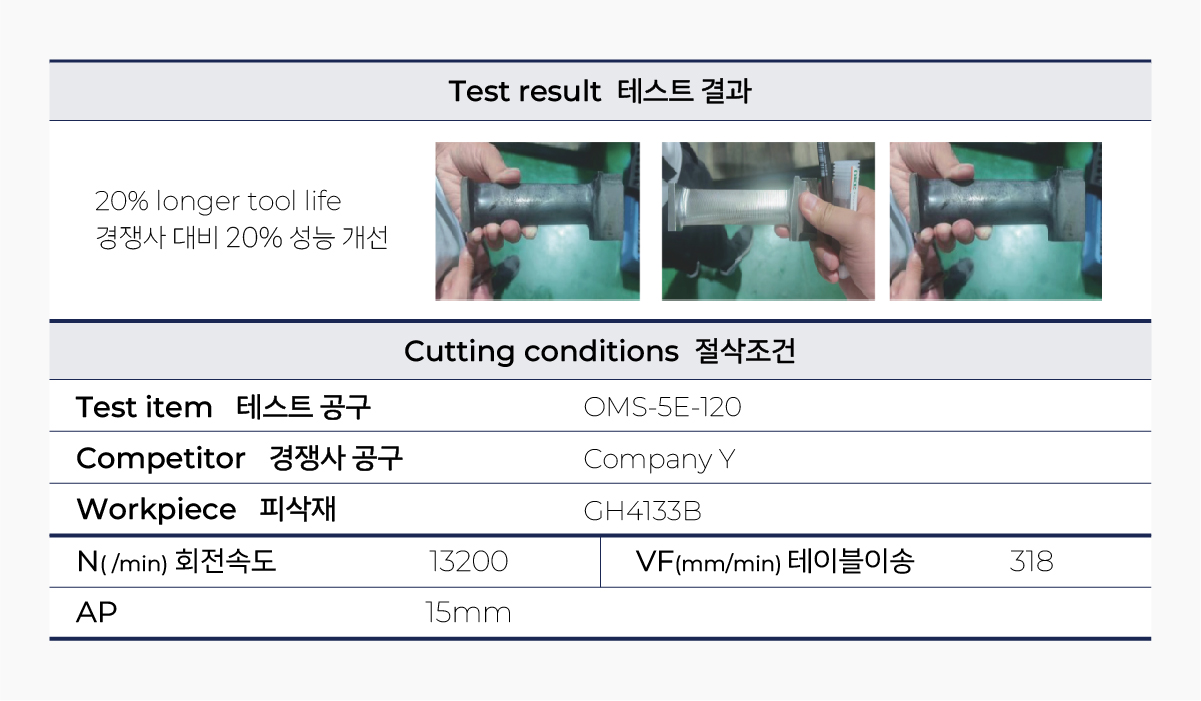 Test result 테스트 결과
20% longer tool life
경쟁사 대비 20% 성능 개선
Cutting conditions 절삭조건
Test item 테스트 공구 OMS-5E-120
Competitor 경쟁사 공구 Company Y
Workpiece 피삭재 GH4133B
N( /min) 회전속도 13200 VF(mm/min) 테이블이송 318
AP 15mm